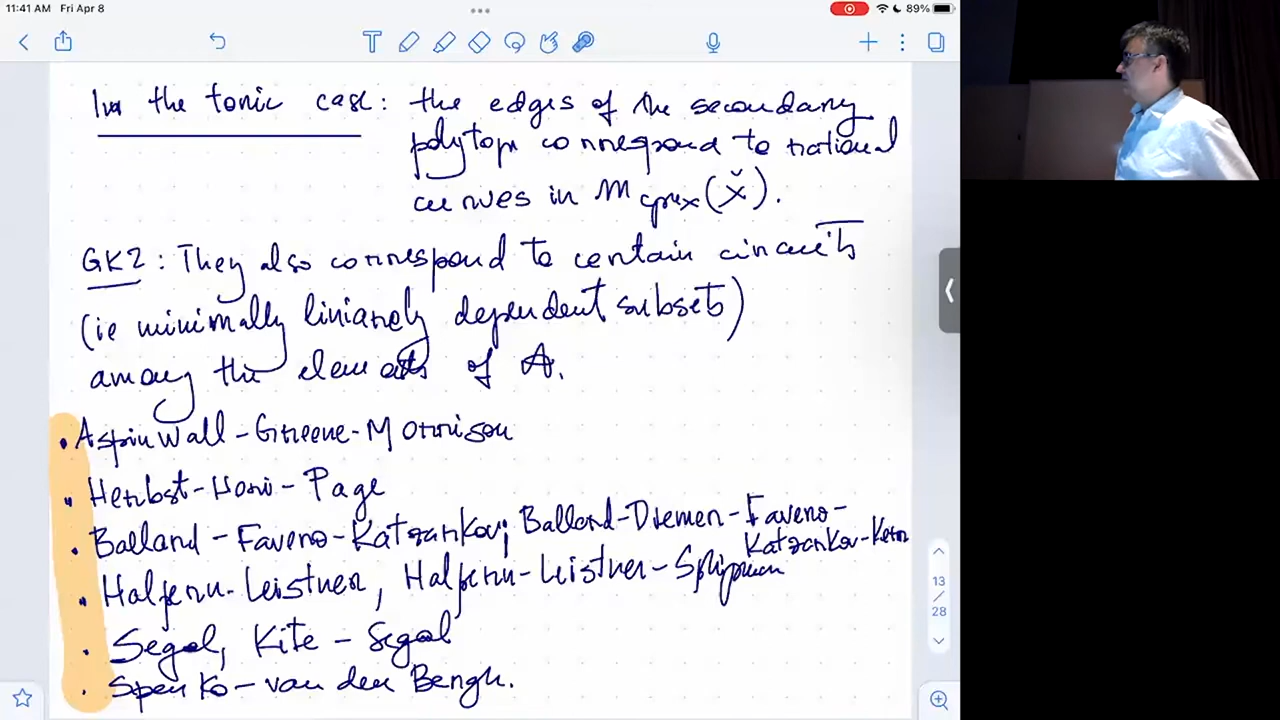 11:41 AM Fri Apr 8
89%
In the toric case: the edges of the secondary
polytope correspond to rational
curves in M cplx (X̌).
GKZ: They also correspond to certain circuits
(ie minimally liniarely dependent subsets)
among the elements of A.
• Aspinwall-Greene-Morrison
• Herbst-Hori-Page
• Ballard-Favero-Katzarkov; Ballard-Diemer-Favero-
Katzarkov-Kerr
• Halpern-Leistner, Halpern-Leistner-Shipman
• Segal, Kite-Segal
• Spenko-van den Bergh.
13
/
28